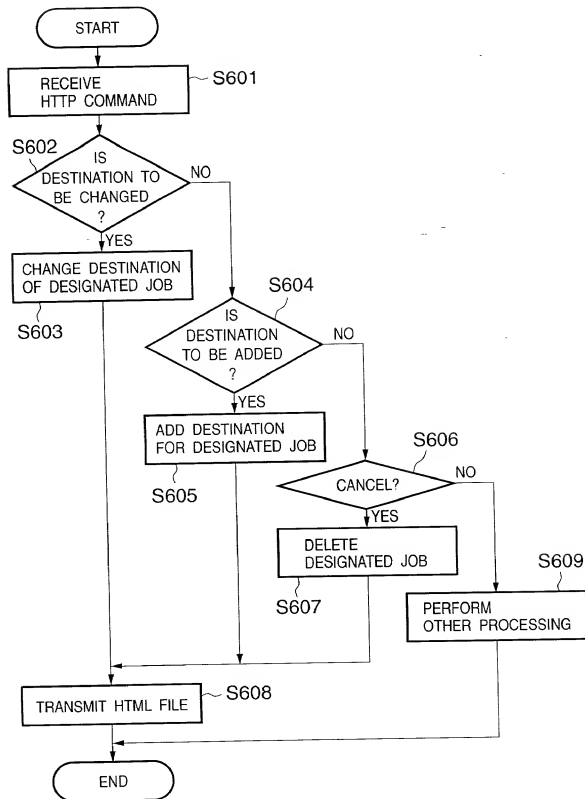 START
RECEIVE
HTTP COMMAND
S601
S602
IS
DESTINATION TO
BE CHANGED
?
NO
YES
CHANGE DESTINATION
OF DESIGNATED JOB
S603
S604
IS
DESTINATION
TO BE ADDED
?
NO
YES
ADD DESTINATION
FOR DESIGNATED JOB
S605
S606
CANCEL?
NO
YES
DELETE
DESIGNATED JOB
S607
S609
PERFORM
OTHER PROCESSING
TRANSMIT HTML FILE
S608
END